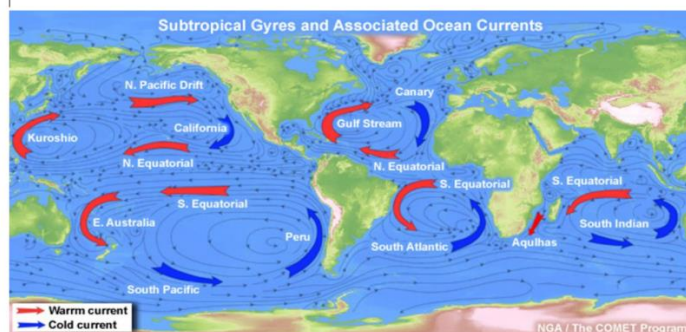 Subtropical Gyres and Associated Ocean Currents
N. Pacific Drift
Canary
Kuroshio
California
Gulf Stream
N. Equatorial
N. Equatorial
S. Equatorial
S. Equatorial
S. Equatorial
E. Australia
Peru
South Atlantic
South Indian
Aqulhas
South Pacific
Warm current
Cold current
NGA / The COMET Program